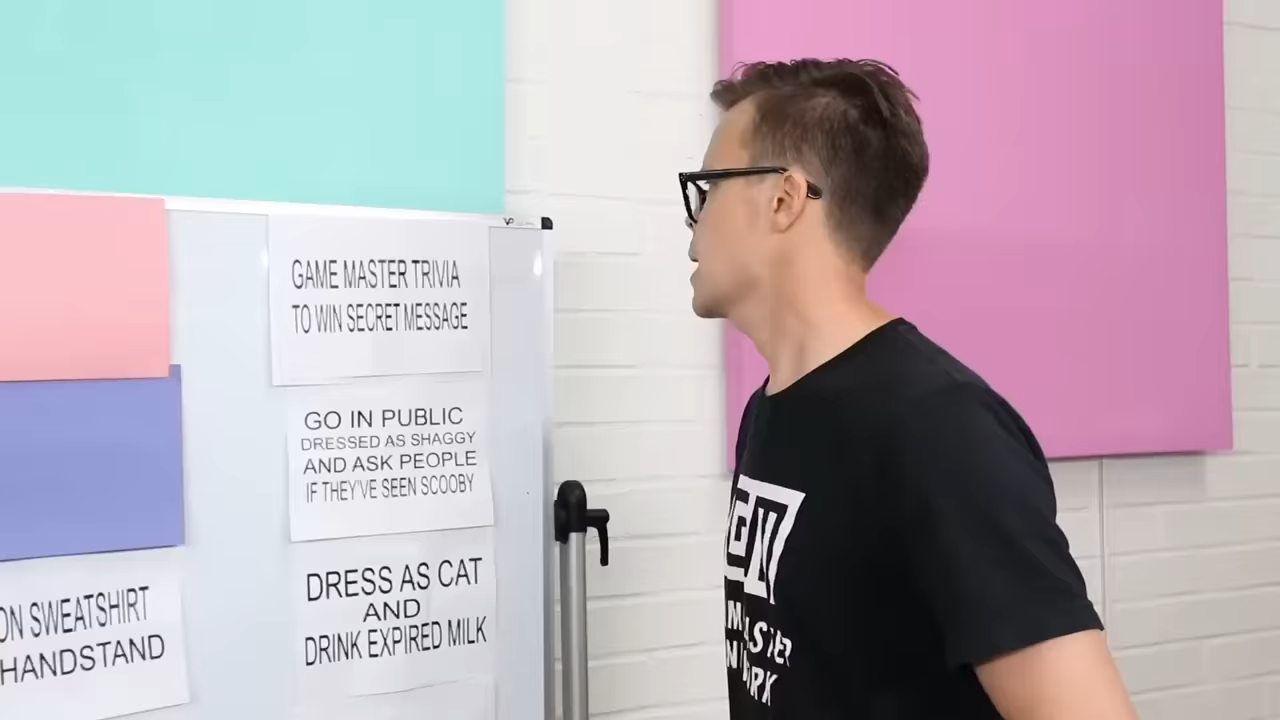 GAME MASTER TRIVIA
TO WIN SECRET MESSAGE
GO IN PUBLIC
DRESSED AS SHAGGY
AND ASK PEOPLE
IF THEY'VE SEEN SCOOBY
DRESS AS CAT
AND
DRINK EXPIRED MILK
ON SWEATSHIRT
HANDSTAND
GN